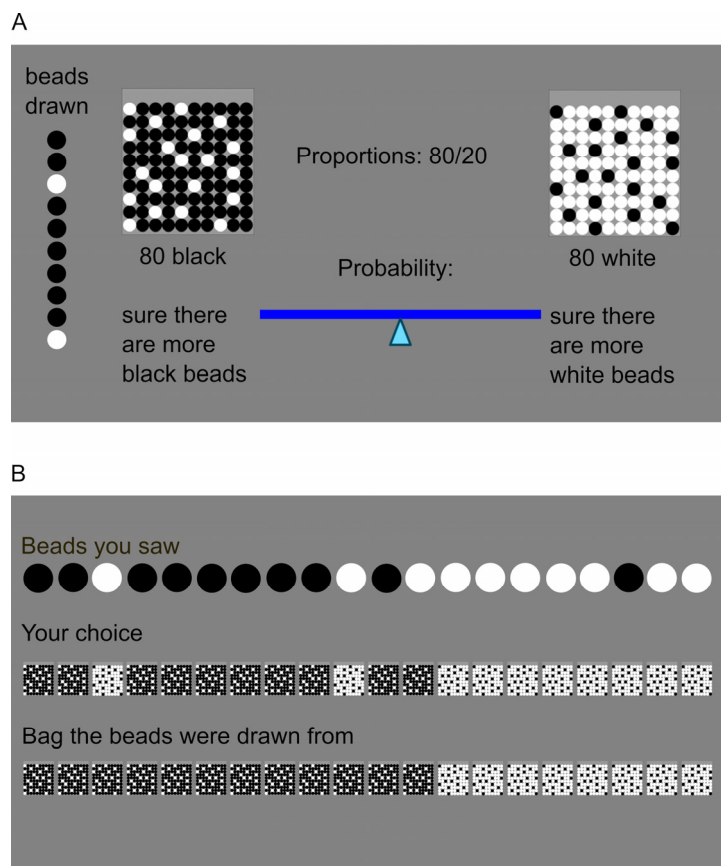 A
beads
drawn
Proportions: 80/20
80 black
80 white
Probability:
sure there
are more
black beads
sure there
are more
white beads
B
Beads you saw
Your choice
Bag the beads were drawn from